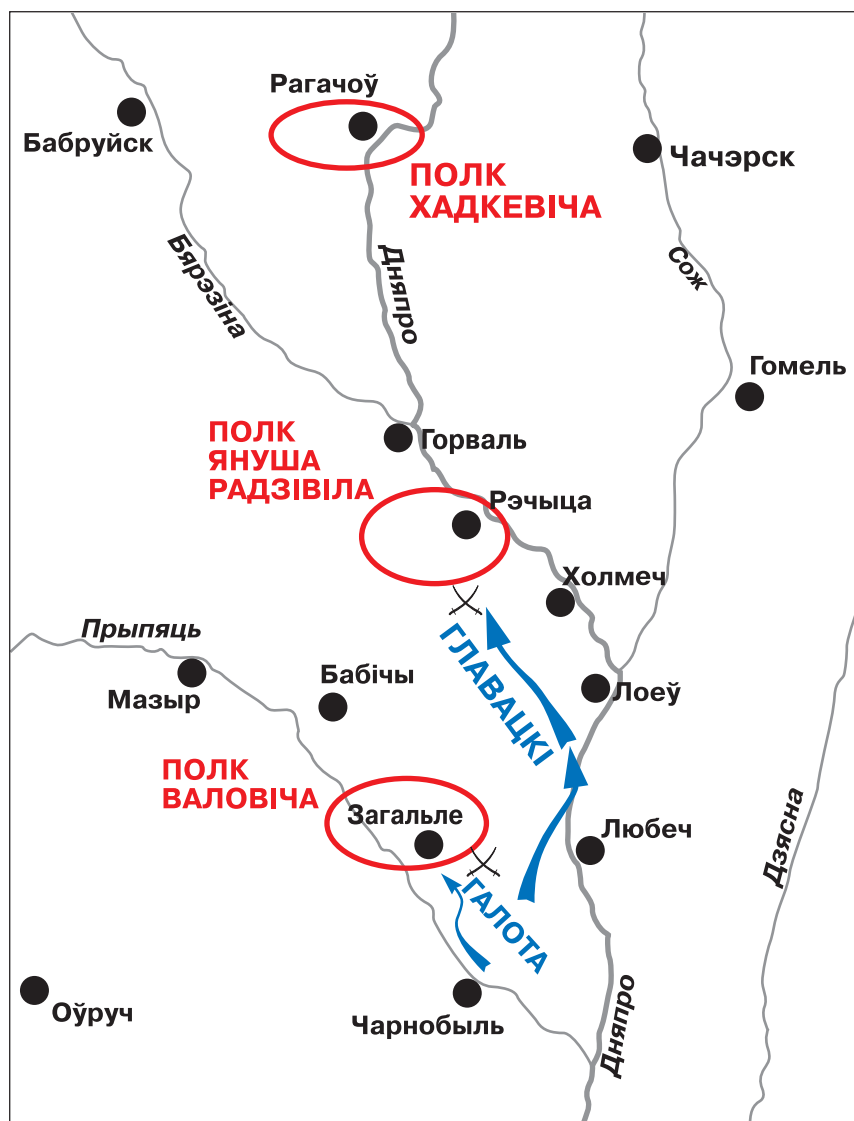 Рагачоў
Бабруйск
Чачэрск
ПОЛК
ХАДКЕВІЧА
Бярэзіна
Дняпро
Сож
Гомель
ПОЛК
ЯНУША
РАДЗІВІЛА
Горваль
Рэчыца
Холмеч
Прыпяць
ГЛАВАЦКІ
Бабічы
Мазыр
Лоеў
ПОЛК
ВАЛОВІЧА
Загальле
Любеч
Дзясна
ГАЛОТА
Оўруч
Чарнобыль
Дняпро